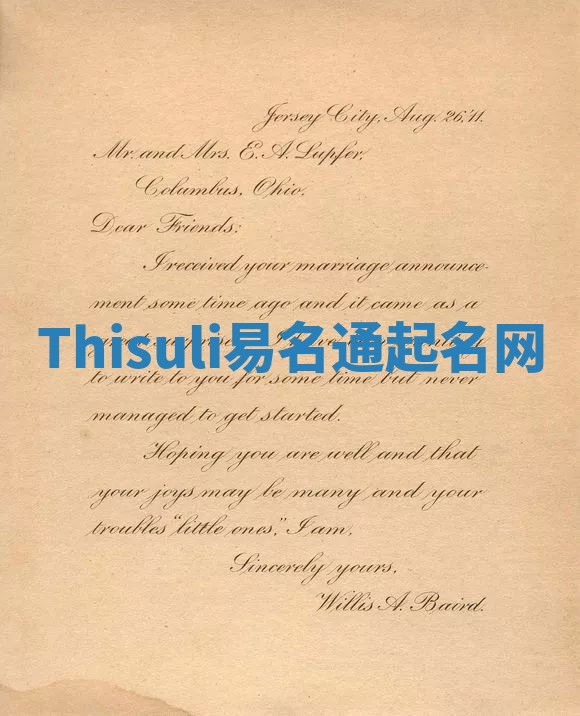 Jersey City, Aug. 26, '11.
Mr. and Mrs. E. A. Lupfer,
Columbus, Ohio.
Dear Friends:
I received your marriage announce-
ment some time ago and it came as a
Thisuli易名通起名网
to write to you for some time but never
managed to get started.
Hoping you are well and that
your joys may be many and your
troubles "little ones," I am,
Sincerely yours,
Willis A. Baird.